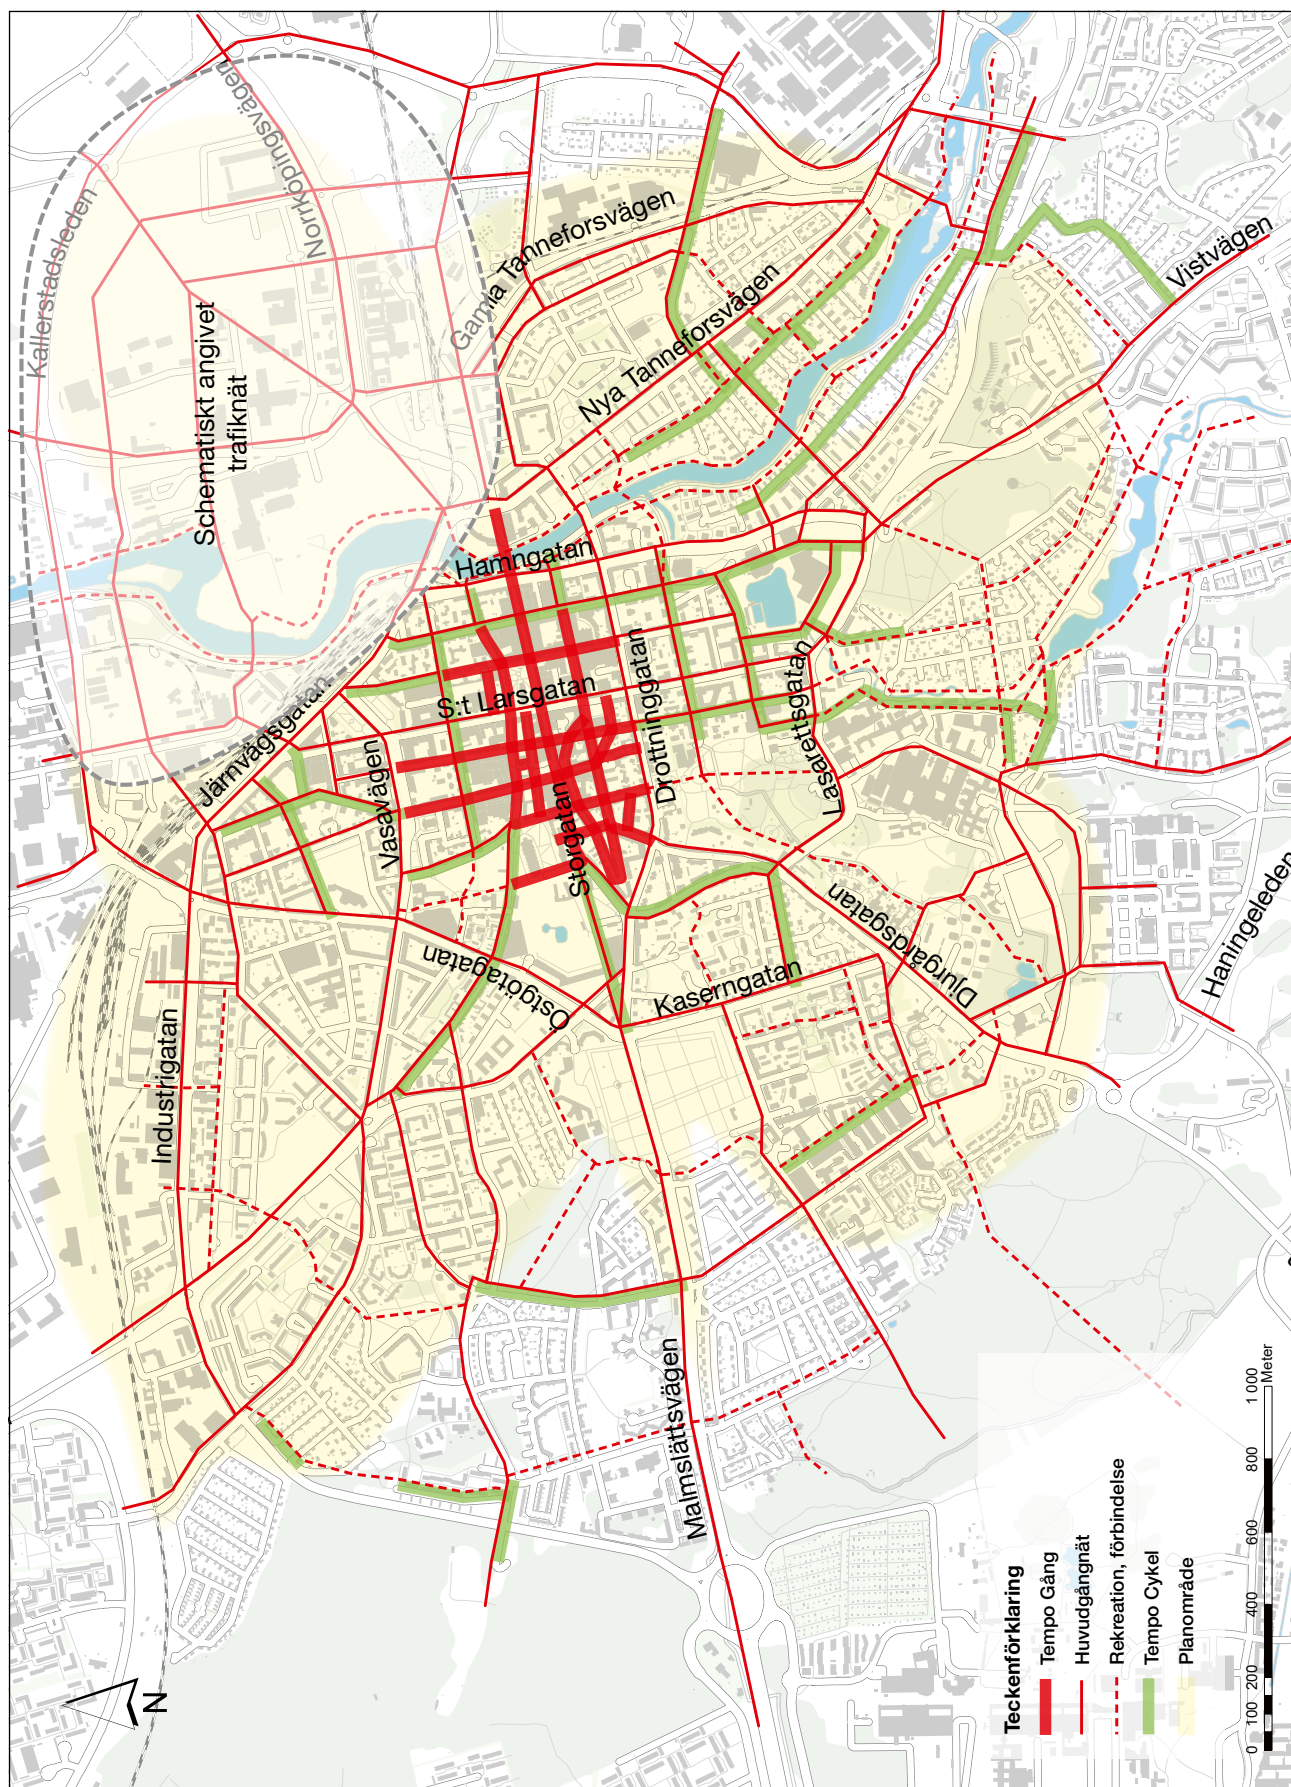 Kallerstadsleden
Norrköpingsvägen
Schematiskt angivet
trafiknät
Gamla Tanneforsvägen
Nya Tanneforsvägen
Vistvägen
Hamngatan
S:t Larsgatan
Drottninggatan
Lasarettsgatan
Järnvägsgatan
Vasavägen
Storgatan
Östgötagatan
Kaserngatan
Djurgårdsgatan
Haningeleden
Industrigatan
Malmslättsvägen
N
Teckenförklaring
Tempo Gång
Huvudgångnät
Rekreation, förbindelse
Tempo Cykel
Planområde
0 100 200 400 600 800 1 000
Meter